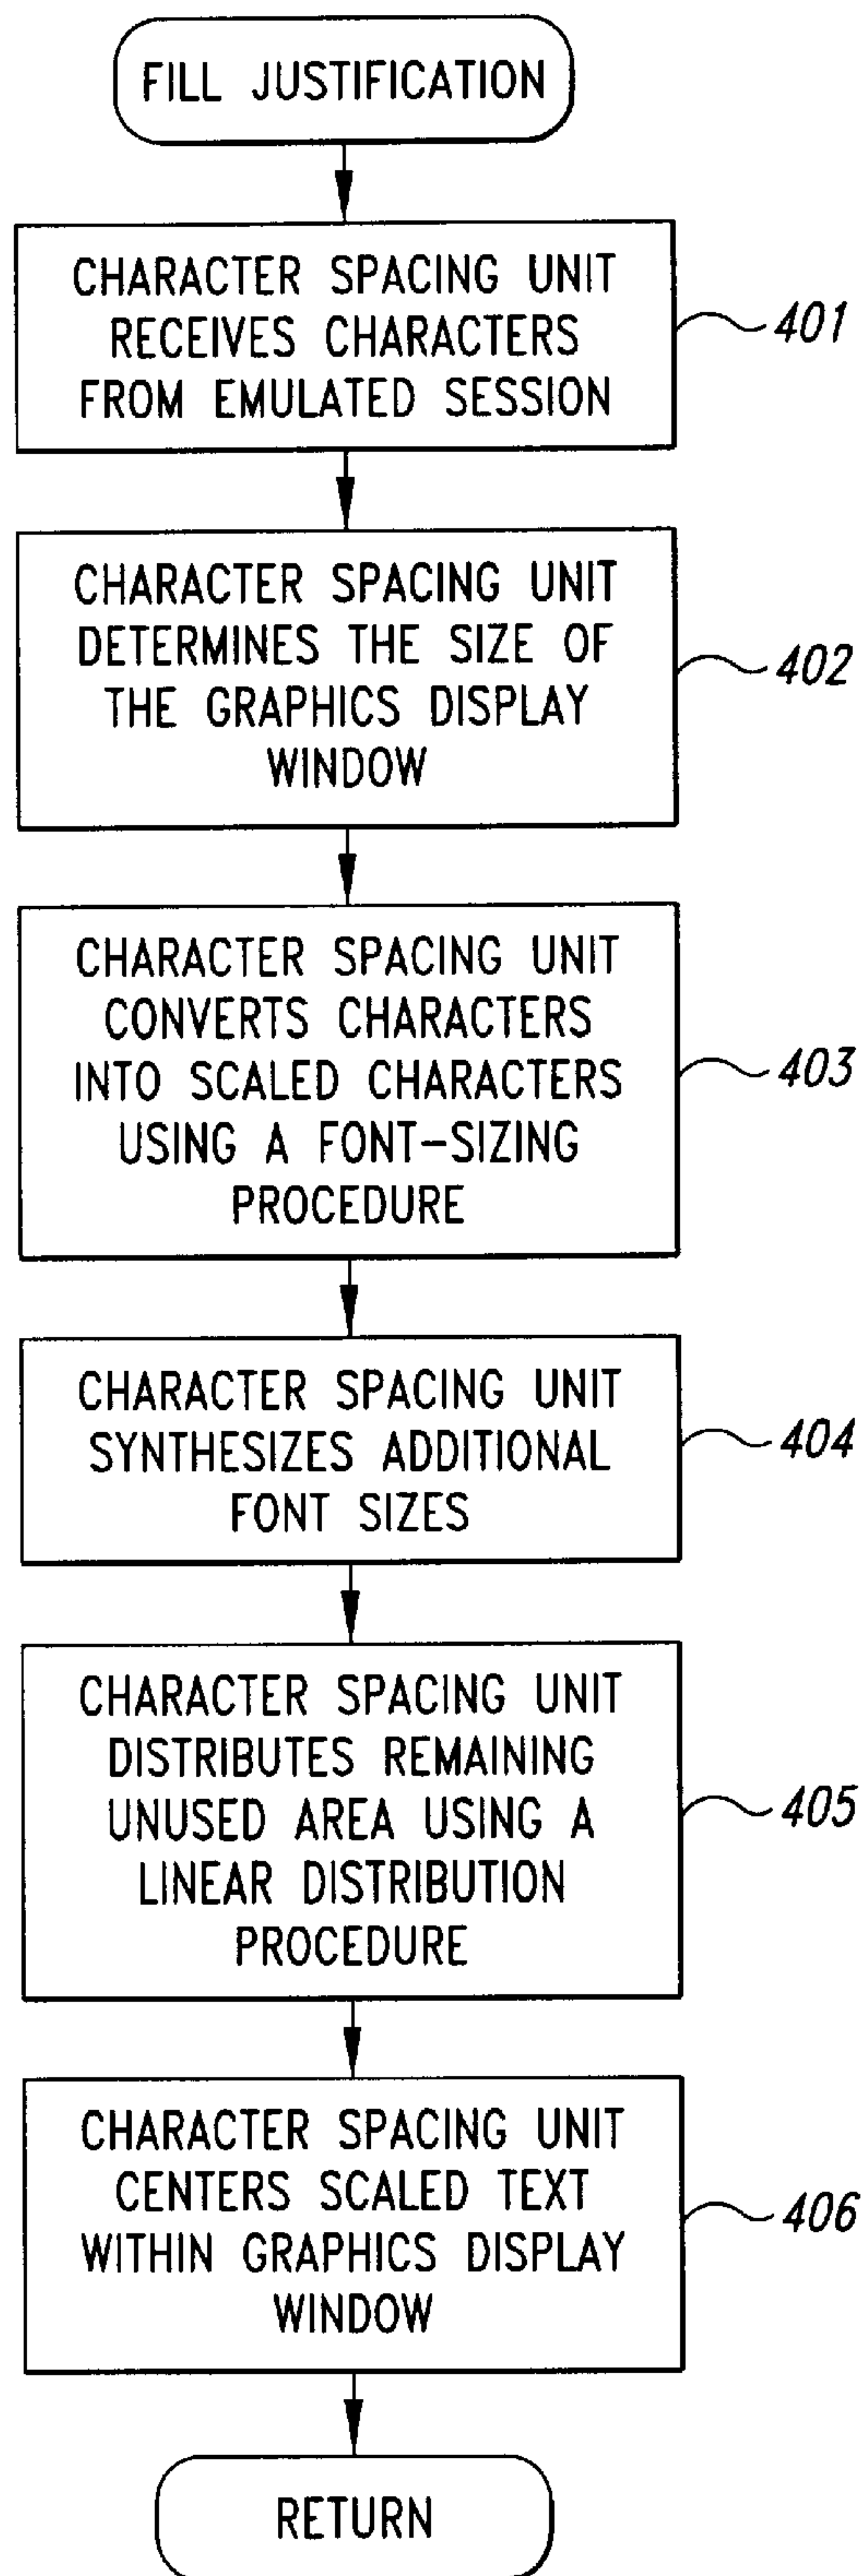 FILL JUSTIFICATION
CHARACTER SPACING UNIT
RECEIVES CHARACTERS
FROM EMULATED SESSION
401
CHARACTER SPACING UNIT
DETERMINES THE SIZE OF
THE GRAPHICS DISPLAY
WINDOW
402
CHARACTER SPACING UNIT
CONVERTS CHARACTERS
INTO SCALED CHARACTERS
USING A FONT-SIZING
PROCEDURE
403
CHARACTER SPACING UNIT
SYNTHESIZES ADDITIONAL
FONT SIZES
404
CHARACTER SPACING UNIT
DISTRIBUTES REMAINING
UNUSED AREA USING A
LINEAR DISTRIBUTION
PROCEDURE
405
CHARACTER SPACING UNIT
CENTERS SCALED TEXT
WITHIN GRAPHICS DISPLAY
WINDOW
406
RETURN